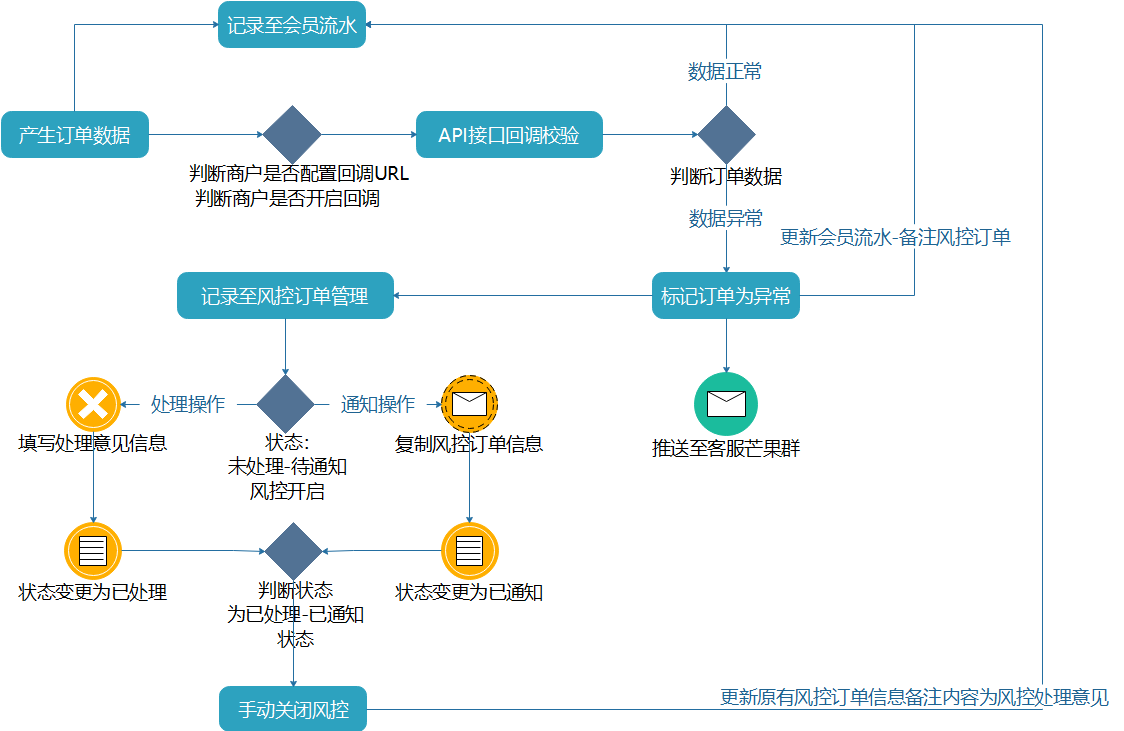 记录至会员流水
数据正常
产生订单数据
API接口回调校验
判断商户是否配置回调URL
判断商户是否开启回调
判断订单数据
数据异常
更新会员流水-备注风控订单
记录至风控订单管理
标记订单为异常
处理操作
通知操作
填写处理意见信息
状态：
未处理-待通知
风控开启
复制风控订单信息
推送至客服芒果群
状态变更为已处理
判断状态
为已处理-已通知
状态
状态变更为已通知
手动关闭风控
更新原有风控订单信息备注内容为风控处理意见